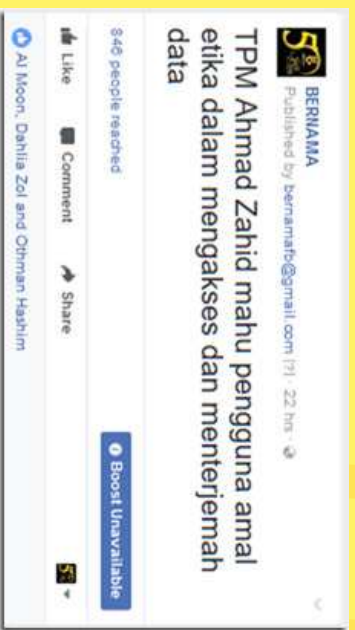 BERNAMA
Published by bernamafb@gmail.com [?] · 22 hrs ·
TPM Ahmad Zahid mahu pengguna amal
etika dalam mengakses dan menterjemah
data
846 people reached
Boost Unavailable
Like Comment Share
Al Moon, Dahlia Zol and Othman Hashim